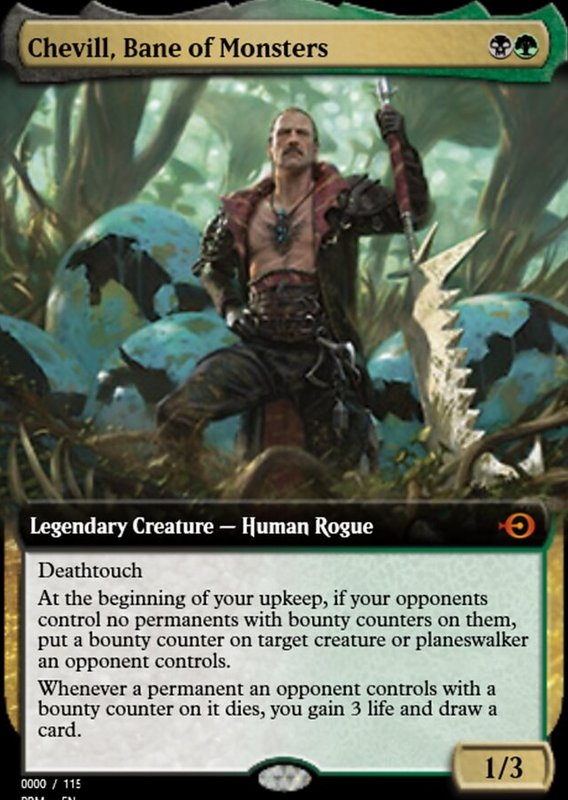 Chevill, Bane of Monsters
Legendary Creature — Human Rogue
Deathtouch
At the beginning of your upkeep, if your opponents
control no permanents with bounty counters on them,
put a bounty counter on target creature or planeswalker
an opponent controls.
Whenever a permanent an opponent controls with a
bounty counter on it dies, you gain 3 life and draw a
card.
1/3
0000 / 115